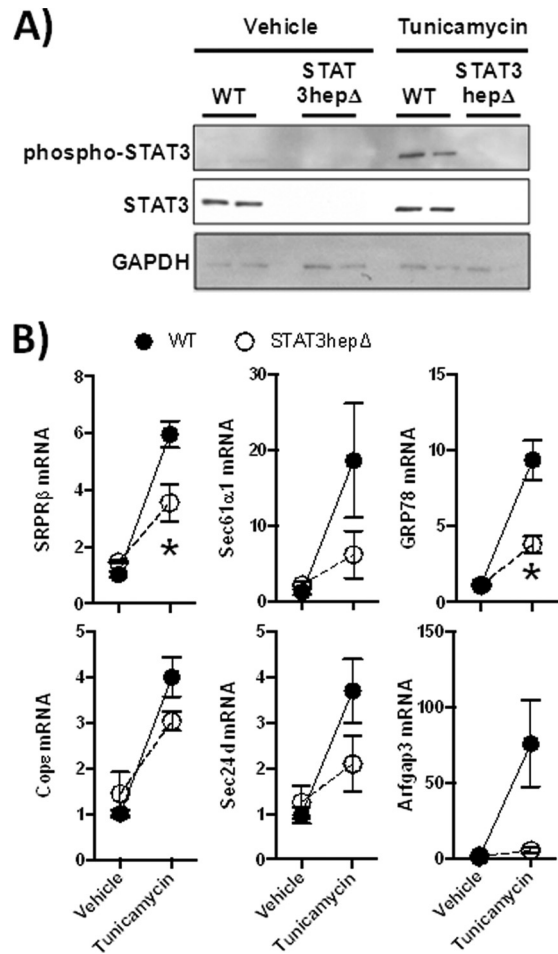 A)
Vehicle Tunicamycin
WT STAT 3hepΔ WT STAT3 hepΔ
phospho-STAT3
STAT3
GAPDH
B)
WT STAT3hepΔ
SRPRβ mRNA
8
6
4
2
0
Sec61α1 mRNA
30
20
10
0
GRP78 mRNA
15
10
5
0
*
*
Copε mRNA
5
4
3
2
1
0
Sec24d mRNA
5
4
3
2
1
0
Arfgap3 mRNA
150
100
50
0
Vehicle
Tunicamycin
Vehicle
Tunicamycin
Vehicle
Tunicamycin